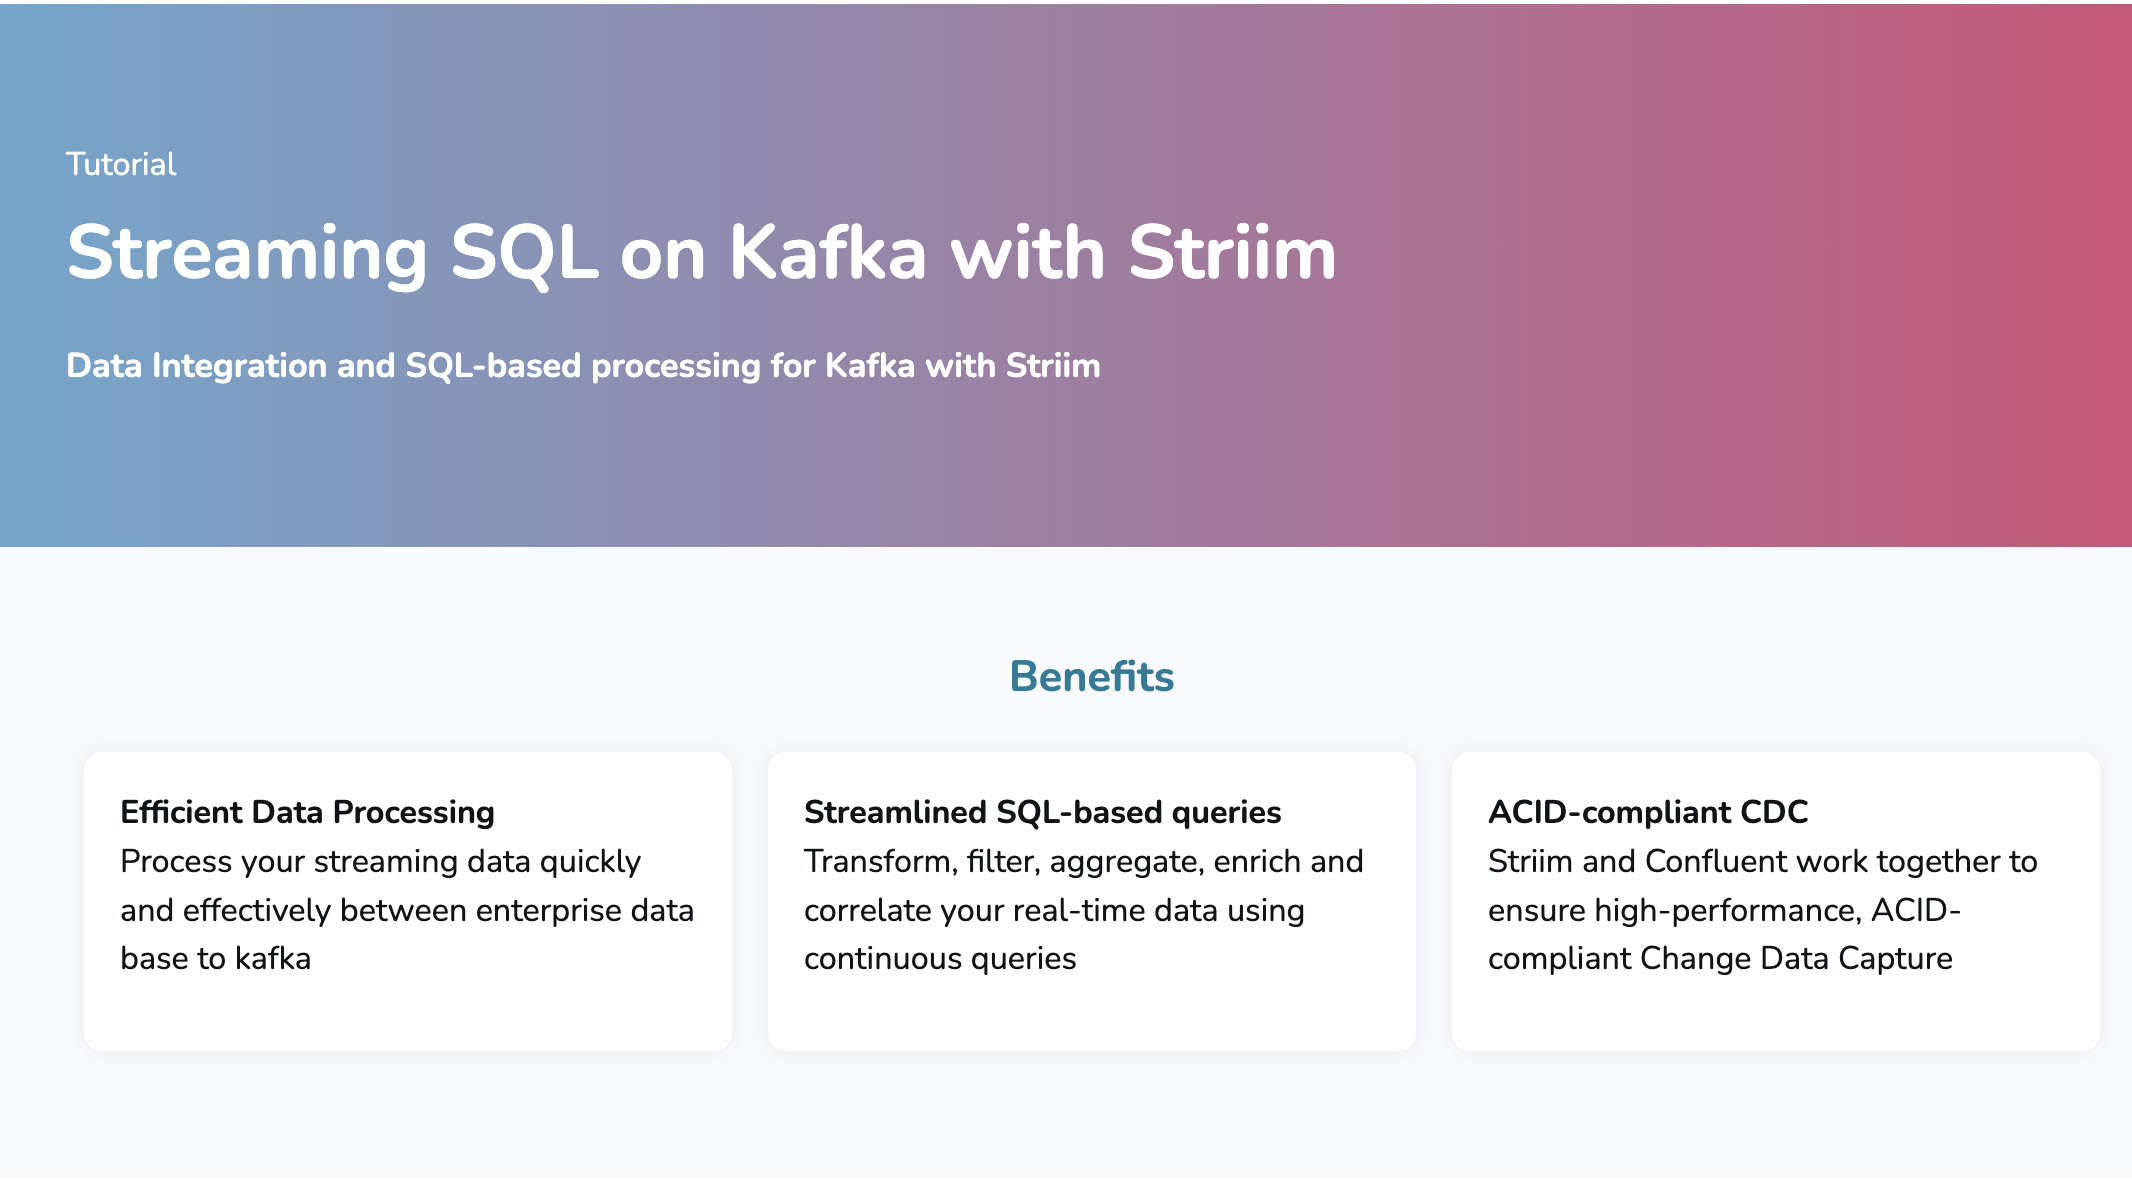 Tutorial
Streaming SQL on Kafka with Striim
Data Integration and SQL-based processing for Kafka with Striim
Benefits
Efficient Data Processing
Process your streaming data quickly
and effectively between enterprise data
base to kafka
Streamlined SQL-based queries
Transform, filter, aggregate, enrich and
correlate your real-time data using
continuous queries
ACID-compliant CDC
Striim and Confluent work together to
ensure high-performance, ACID-
compliant Change Data Capture